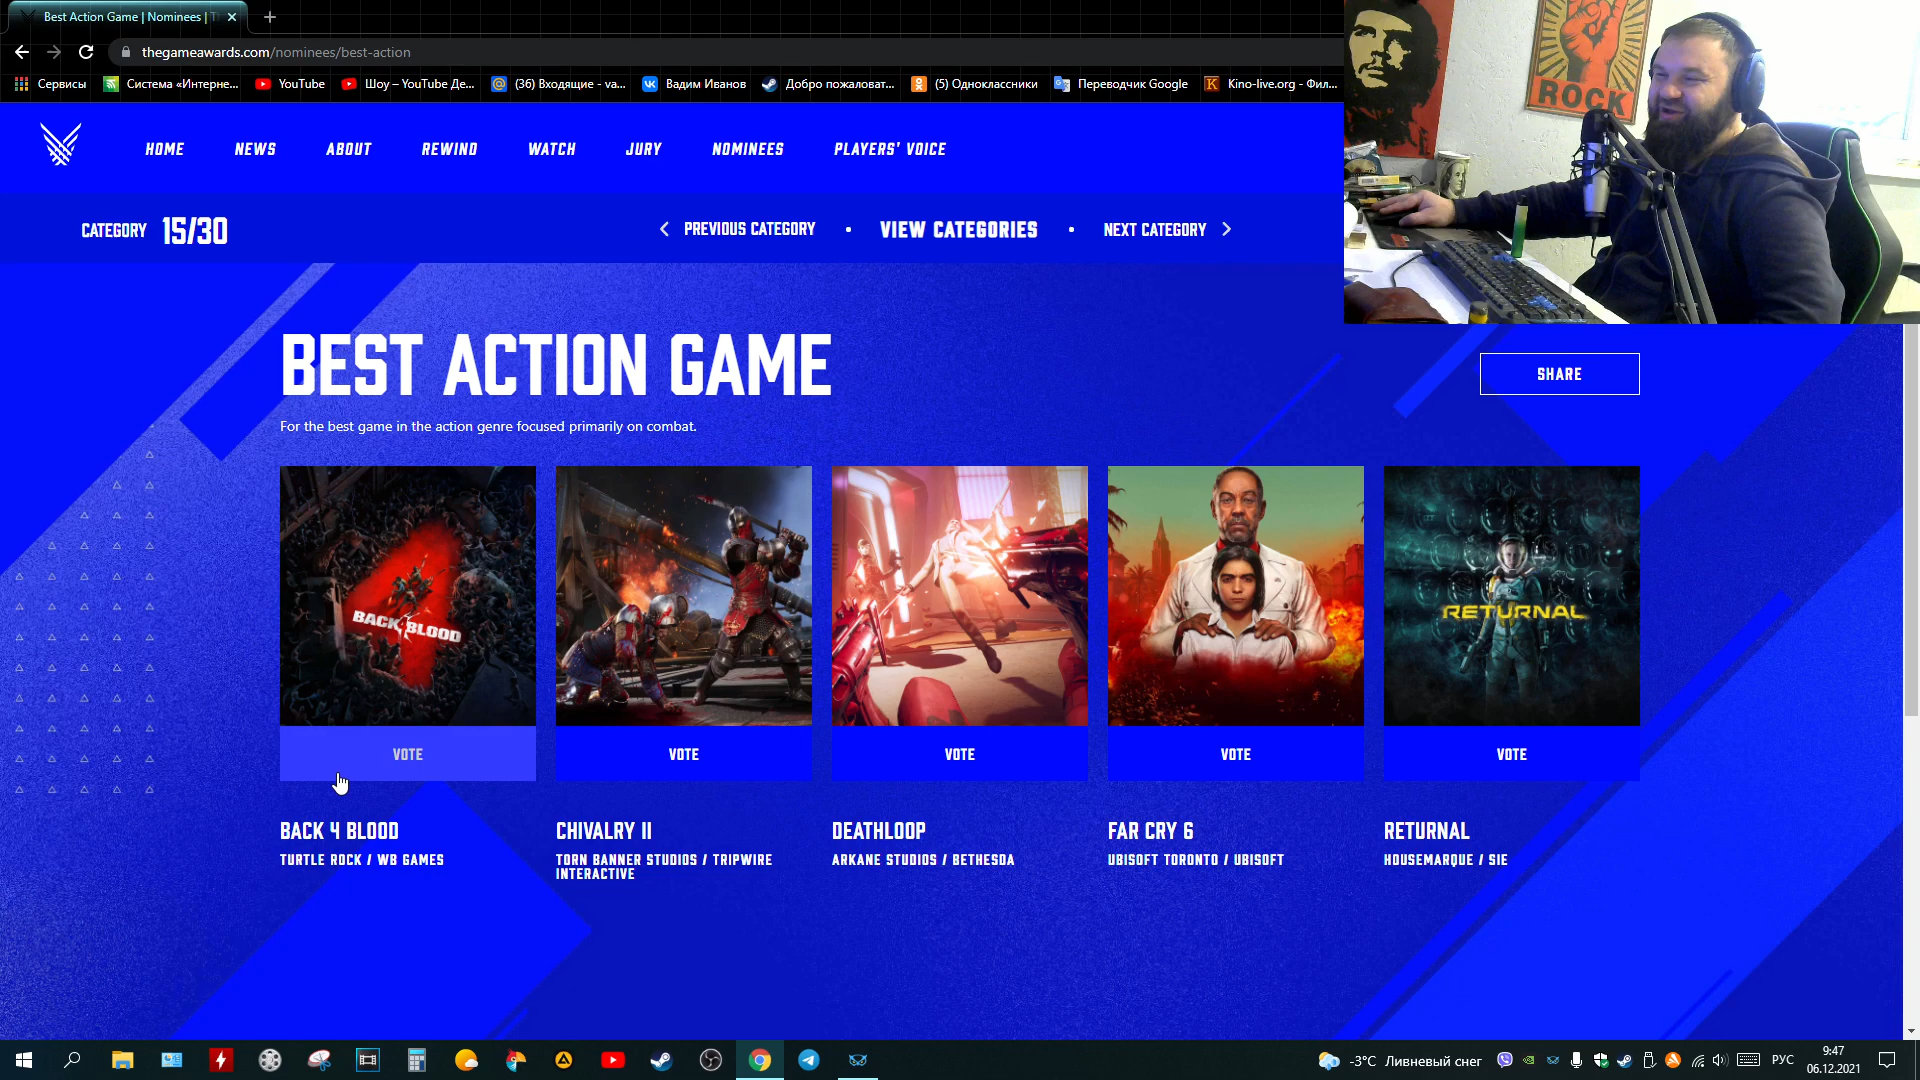 Best Action Game | Nominees | T
thegameawards.com/nominees/best-action
Сервисы
Система «Интерне...
YouTube
Шоу – YouTube Де...
(36) Входящие - va...
Вадим Иванов
Добро пожаловат...
(5) Одноклассники
Переводчик Google
Kino-live.org - Фил...
ROCK
HOME
NEWS
ABOUT
REWIND
WATCH
JURY
NOMINEES
PLAYERS' VOICE
CATEGORY 15/30
PREVIOUS CATEGORY
VIEW CATEGORIES
NEXT CATEGORY
BEST ACTION GAME
SHARE
For the best game in the action genre focused primarily on combat.
4
BACK BLOOD
RETURNAL
VOTE
VOTE
VOTE
VOTE
VOTE
BACK 4 BLOOD
TURTLE ROCK / WB GAMES
CHIVALRY II
TORN BANNER STUDIOS / TRIPWIRE
INTERACTIVE
DEATHLOOP
ARKANE STUDIOS / BETHESDA
FAR CRY 6
UBISOFT TORONTO / UBISOFT
RETURNAL
HOUSEMARQUE / SIE
-3°C Ливневый снег
РУС
9:47
06.12.2021